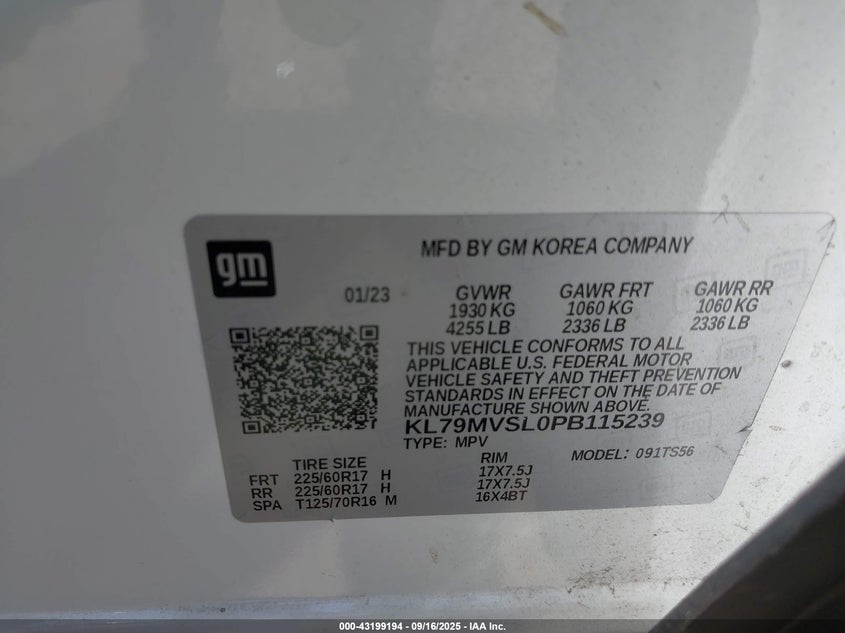 gm
MFD BY GM KOREA COMPANY
01/23
GVWR GAWR FRT GAWR RR
1930 KG 1060 KG 1060 KG
4255 LB 2336 LB 2336 LB
THIS VEHICLE CONFORMS TO ALL
APPLICABLE U.S. FEDERAL MOTOR
VEHICLE SAFETY AND THEFT PREVENTION
STANDARDS IN EFFECT ON THE DATE OF
MANUFACTURE SHOWN ABOVE.
KL79MVSL0PB115239
TYPE: MPV MODEL: 091TS56
TIRE SIZE RIM
FRT 225/60R17 H 17X7.5J
RR 225/60R17 H 17X7.5J
SPA T125/70R16 M 16X4BT
000-43199194 - 09/16/2025 - IAA Inc.